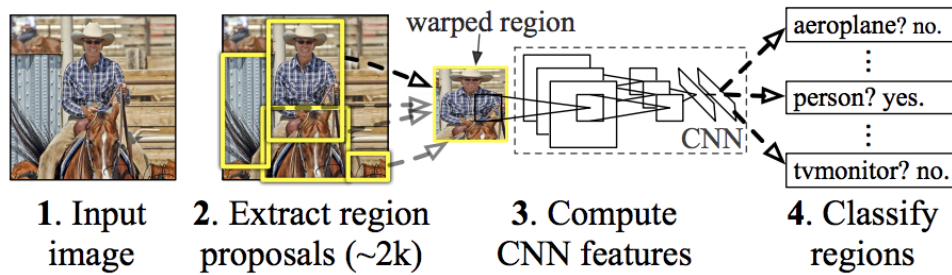 warped region
aeroplane? no.
person? yes.
CNN
tvmonitor? no.
1. Input
image
2. Extract region
proposals (~2k)
3. Compute
CNN features
4. Classify
regions